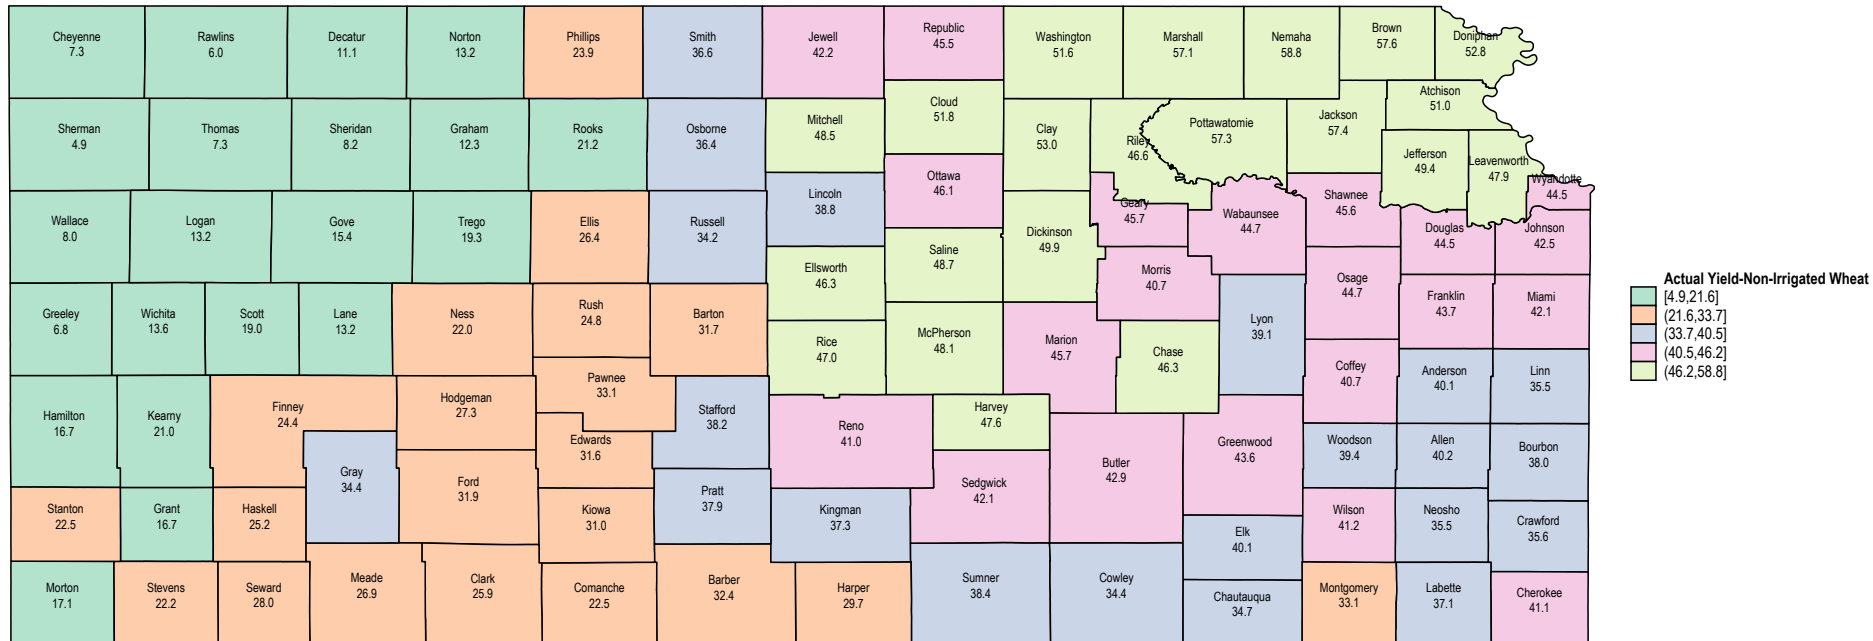 Cheyenne
7.3
Rawlins
6.0
Decatur
11.1
Norton
13.2
Phillips
23.9
Smith
36.6
Jewell
42.2
Republic
45.5
Washington
51.6
Marshall
57.1
Nemaha
58.8
Brown
57.6
Doniphan
52.8
Sherman
4.9
Thomas
7.3
Sheridan
8.2
Graham
12.3
Rooks
21.2
Osborne
36.4
Mitchell
48.5
Cloud
51.8
Clay
53.0
Riley
46.6
Pottawatomie
57.3
Jackson
57.4
Atchison
51.0
Jefferson
49.4
Leavenworth
47.9
Wyandotte
44.5
Wallace
8.0
Logan
13.2
Gove
15.4
Trego
19.3
Ellis
26.4
Russell
34.2
Lincoln
38.8
Ottawa
46.1
Saline
48.7
Dickinson
49.9
Geary
45.7
Wabaunsee
44.7
Shawnee
45.6
Douglas
44.5
Johnson
42.5
Ellsworth
46.3
Morris
40.7
Osage
44.7
Franklin
43.7
Miami
42.1
Greeley
6.8
Wichita
13.6
Scott
19.0
Lane
13.2
Ness
22.0
Rush
24.8
Barton
31.7
Rice
47.0
McPherson
48.1
Marion
45.7
Chase
46.3
Lyon
39.1
Coffey
40.7
Anderson
40.1
Linn
35.5
Hamilton
16.7
Kearny
21.0
Finney
24.4
Hodgeman
27.3
Pawnee
33.1
Stafford
38.2
Edwards
31.6
Reno
41.0
Harvey
47.6
Butler
42.9
Greenwood
43.6
Woodson
39.4
Allen
40.2
Bourbon
38.0
Gray
34.4
Ford
31.9
Pratt
37.9
Sedgwick
42.1
Stanton
22.5
Grant
16.7
Haskell
25.2
Kiowa
31.0
Kingman
37.3
Elk
40.1
Wilson
41.2
Neosho
35.5
Crawford
35.6
Morton
17.1
Stevens
22.2
Seward
28.0
Meade
26.9
Clark
25.9
Comanche
22.5
Barber
32.4
Harper
29.7
Sumner
38.4
Cowley
34.4
Chautauqua
34.7
Montgomery
33.1
Labette
37.1
Cherokee
41.1
Actual Yield-Non-Irrigated Wheat
[4.9,21.6]
(21.6,33.7]
(33.7,40.5]
(40.5,46.2]
(46.2,58.8]